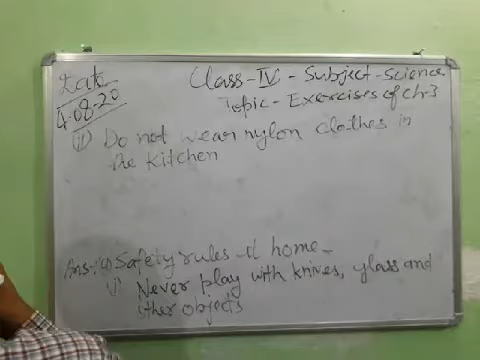 Date
4-08-20
Class-IV - Subject-Science
Topic - Exercises of Ch-3
(ii) Do not wear nylon clothes in
the Kitchen
Ans:- Safety rules at home-
(i) Never play with knives, glass and
other objects